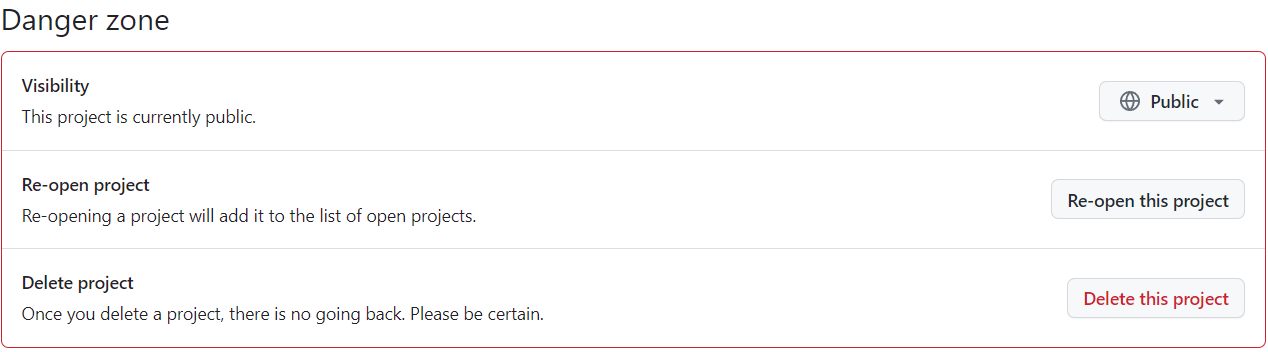 Danger zone
Visibility
This project is currently public.
Public
Re-open project
Re-opening a project will add it to the list of open projects.
Re-open this project
Delete project
Once you delete a project, there is no going back. Please be certain.
Delete this project